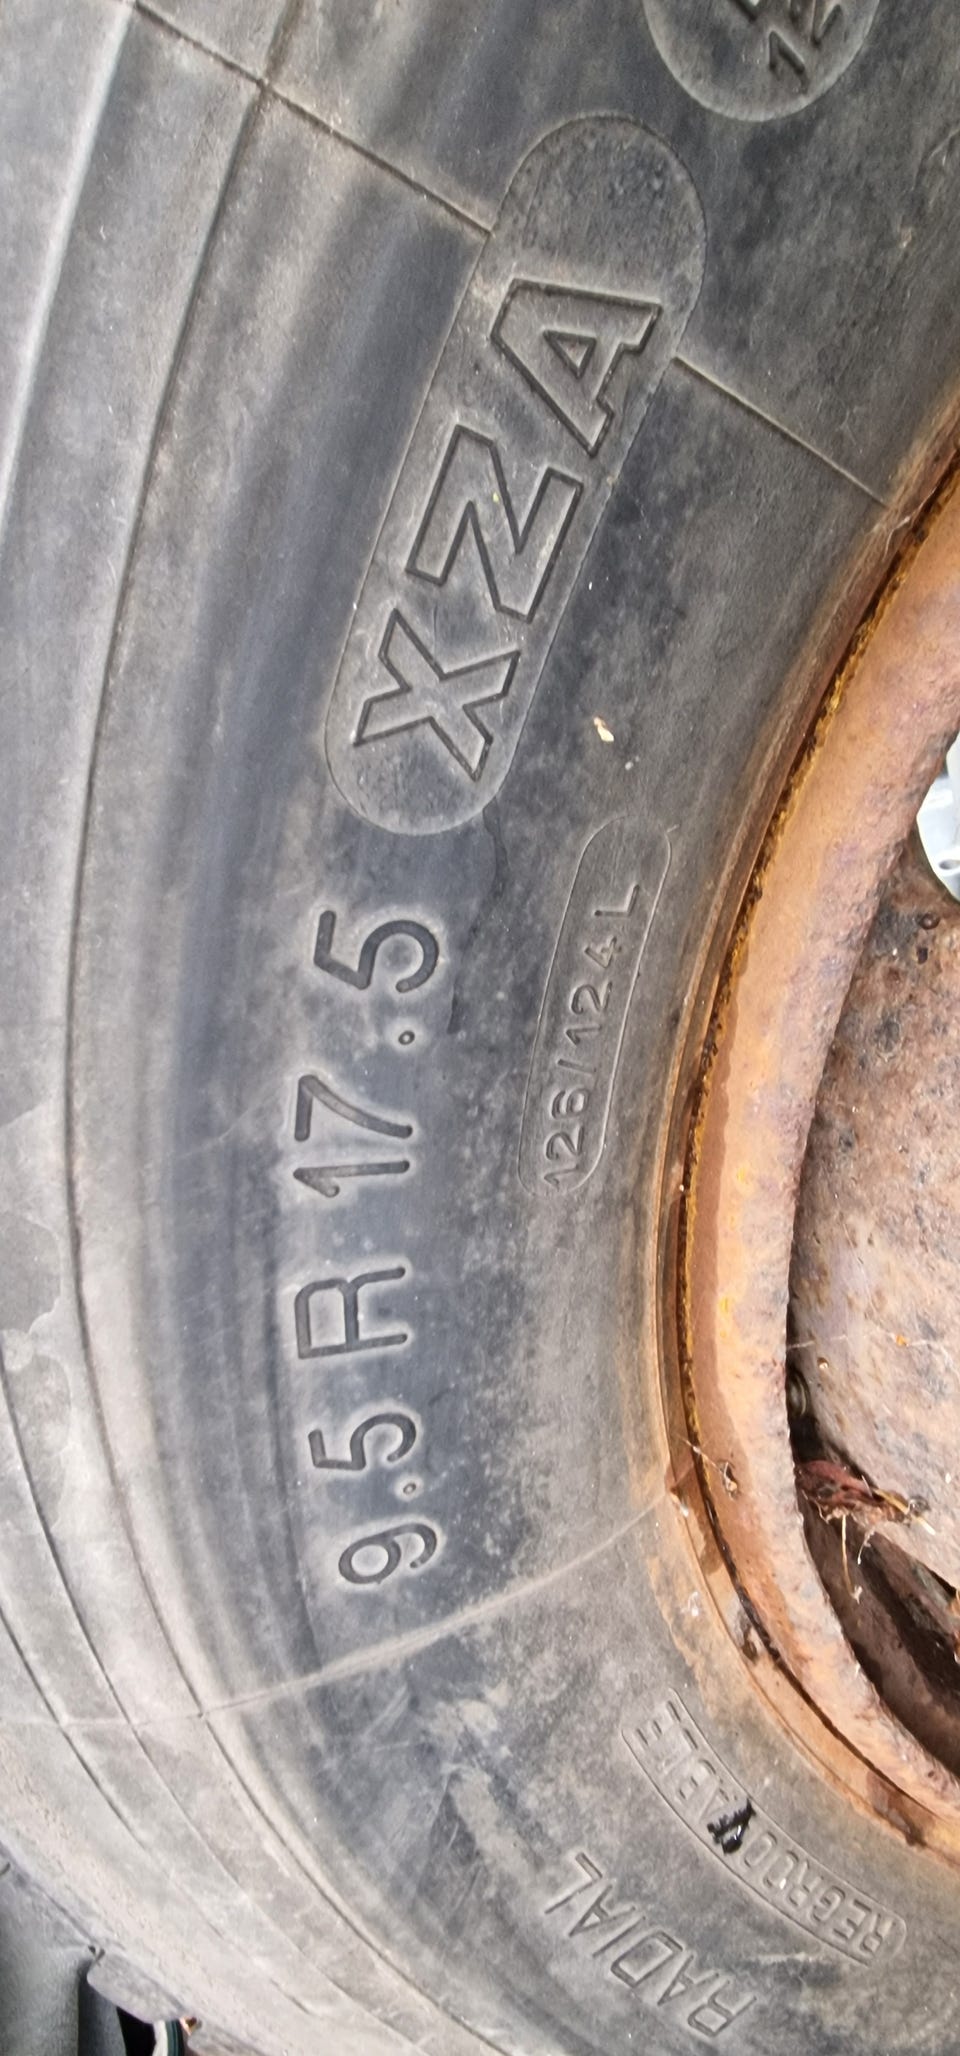 RADIAL
REGROOVABLE
9.5 R 17.5
XZA
126/124 L